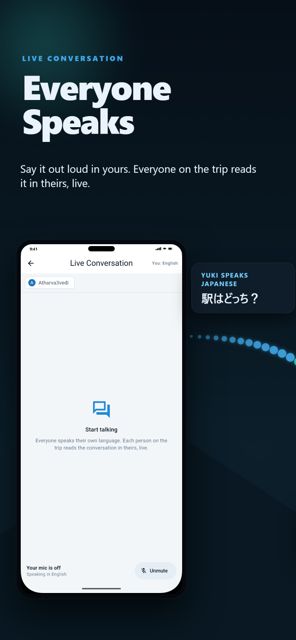 LIVE CONVERSATION
Everyone
Speaks
Say it out loud in yours. Everyone on the trip reads
it in theirs, live.
9:41
Live Conversation
You: English
A
Atharva3vedi
YUKI SPEAKS
JAPANESE
駅はどっち？
Start talking
Everyone speaks their own language. Each person on the
trip reads the conversation in theirs, live.
Your mic is off
Speaking in English
Unmute